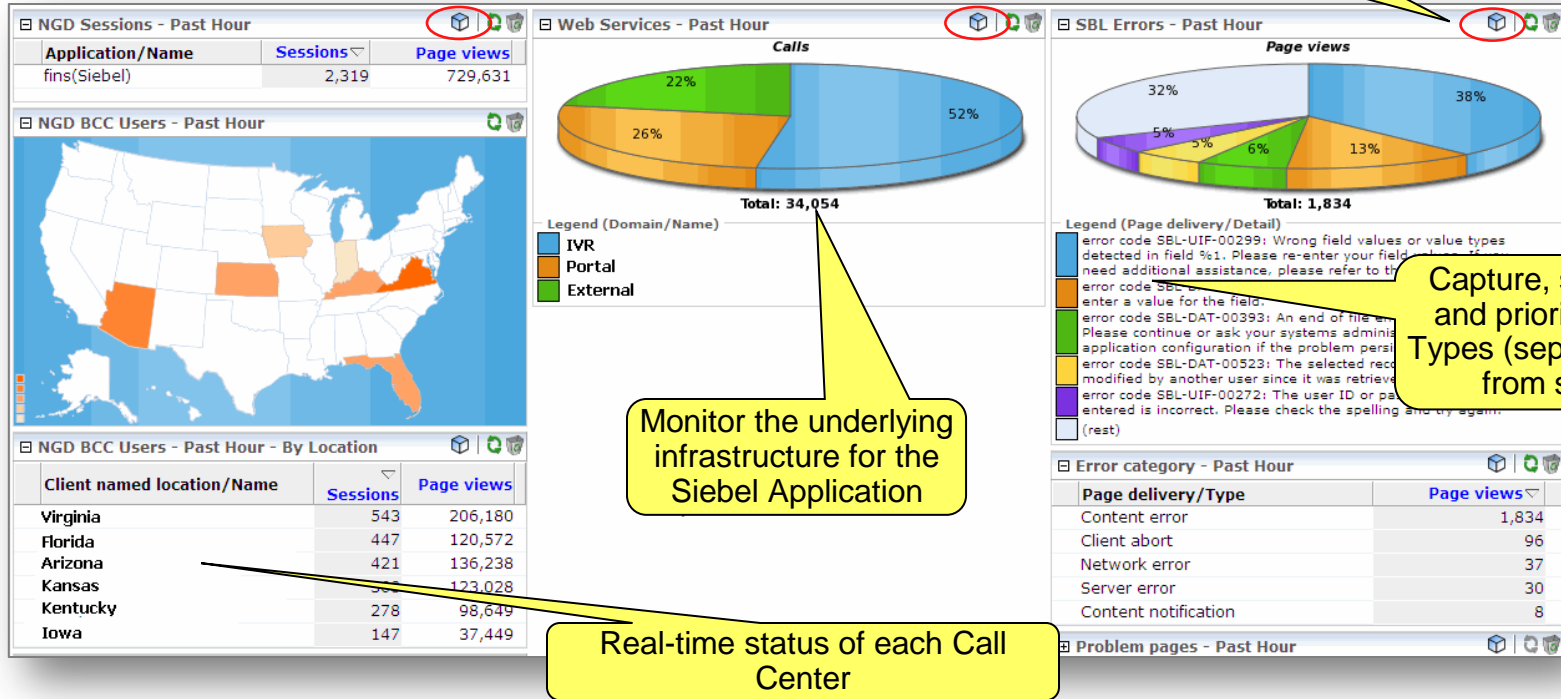 NGD Sessions - Past Hour
Application/Name Sessions Page views
fins(Siebel) 2,319 729,631
NGD BCC Users - Past Hour
NGD BCC Users - Past Hour - By Location
Client named location/Name Sessions Page views
Virginia 543 206,180
Florida 447 120,572
Arizona 421 136,238
Kansas 123,028
Kentucky 278 98,649
Iowa 147 37,449
Web Services - Past Hour
Calls
22%
52%
26%
Total: 34,054
Legend (Domain/Name)
IVR
Portal
External
Monitor the underlying
infrastructure for the
Siebel Application
Real-time status of each Call
Center
SBL Errors - Past Hour
Page views
32%
38%
5%
5%
6%
13%
Total: 1,834
Legend (Page delivery/Detail)
error code SBL-UIF-00299: Wrong field values or value types
detected in field %1. Please re-enter your field values. If you
need additional assistance, please refer to
error code
enter a value for the field.
error code SBL-DAT-00393: An end of file
Please continue or ask your systems
application configuration if the problem
error code SBL-DAT-00523: The selected
modified by another user since it was
error code SBL-UIF-00272: The user ID or
entered is incorrect. Please check the spelling and try again.
(rest)
Capture,
and
Types
from
Error category - Past Hour
Page delivery/Type Page views
Content error 1,834
Client abort 96
Network error 37
Server error 30
Content notification 8
Problem pages - Past Hour